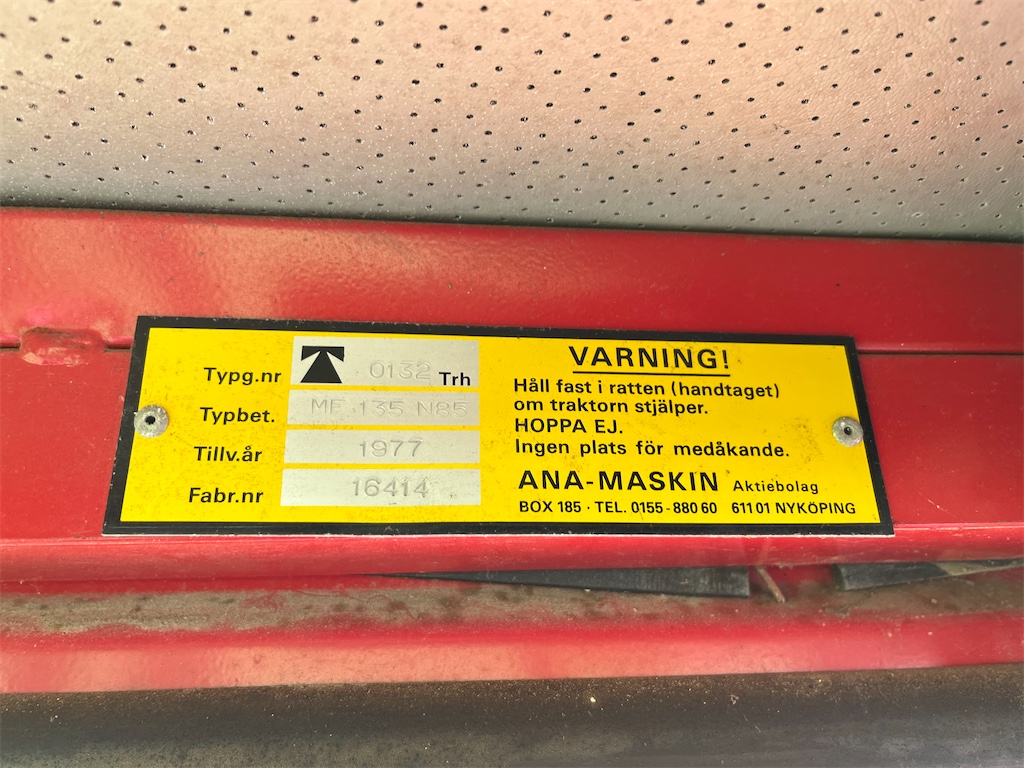 Typg.nr 0132 Trh
Typbet. MF 135 N85
Tillv.år 1977
Fabr.nr 16414
VARNING!
Håll fast i ratten (handtaget)
om traktorn stjälper.
HOPPA EJ.
Ingen plats för medåkande.
ANA-MASKIN Aktiebolag
BOX 185 · TEL. 0155-880 60 611 01 NYKÖPING